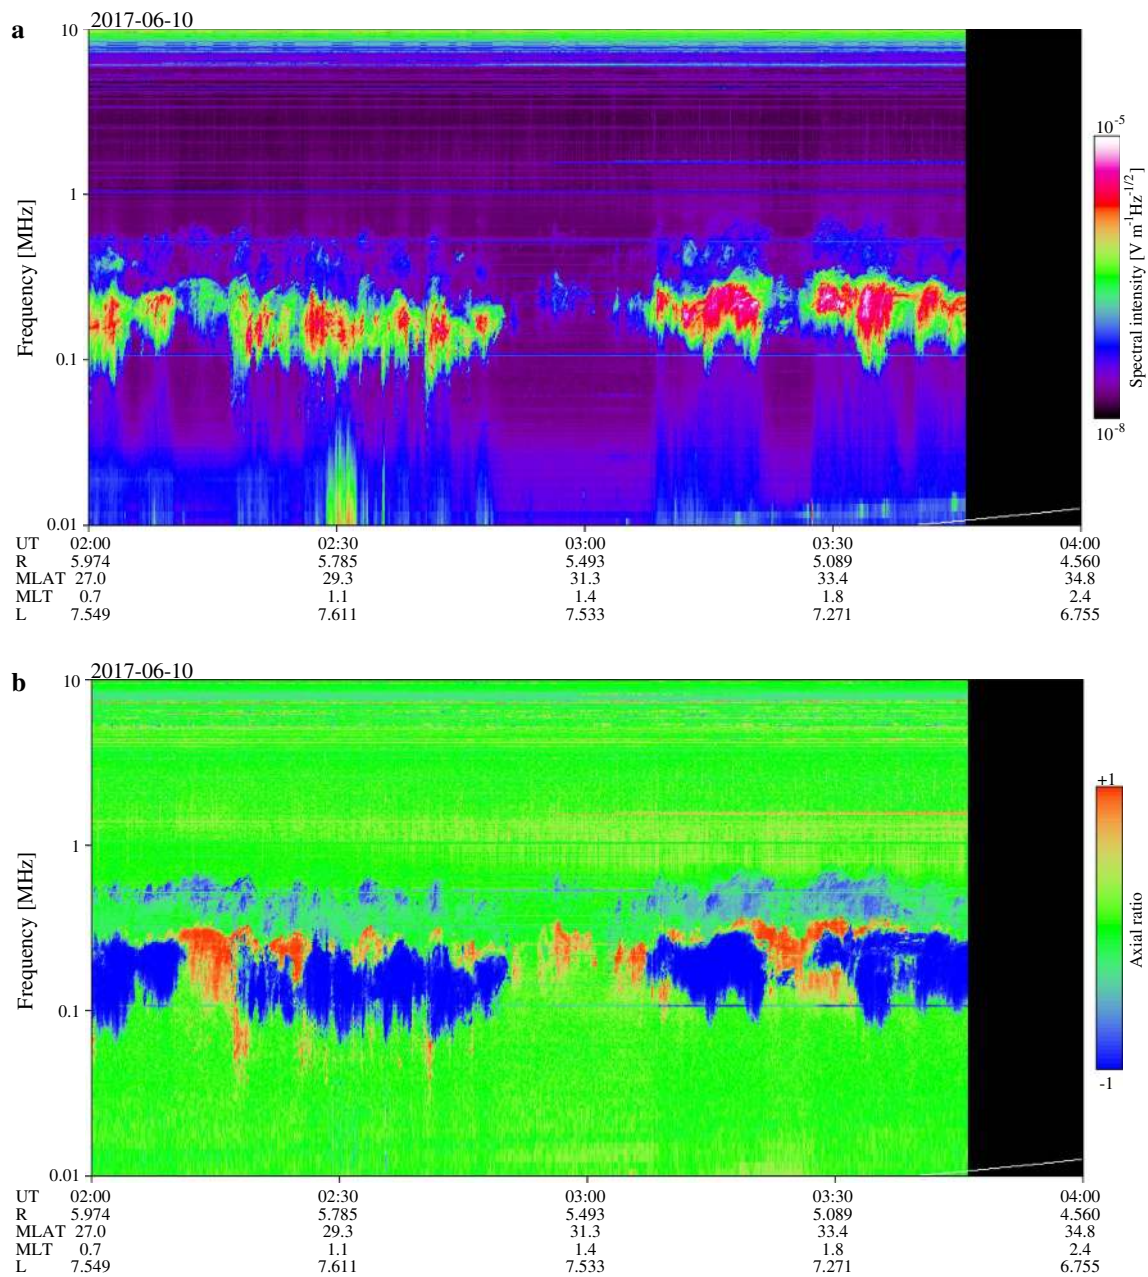 a
2017-06-10
10
1
0.1
0.01
Frequency [MHz]
10-5
10-8
Spectral intensity [V m-1Hz-1/2]
UT 02:00 02:30 03:00 03:30 04:00
R 5.974 5.785 5.493 5.089 4.560
MLAT 27.0 29.3 31.3 33.4 34.8
MLT 0.7 1.1 1.4 1.8 2.4
L 7.549 7.611 7.533 7.271 6.755
b
2017-06-10
10
1
0.1
0.01
Frequency [MHz]
+1
-1
Axial ratio
UT 02:00 02:30 03:00 03:30 04:00
R 5.974 5.785 5.493 5.089 4.560
MLAT 27.0 29.3 31.3 33.4 34.8
MLT 0.7 1.1 1.4 1.8 2.4
L 7.549 7.611 7.533 7.271 6.755